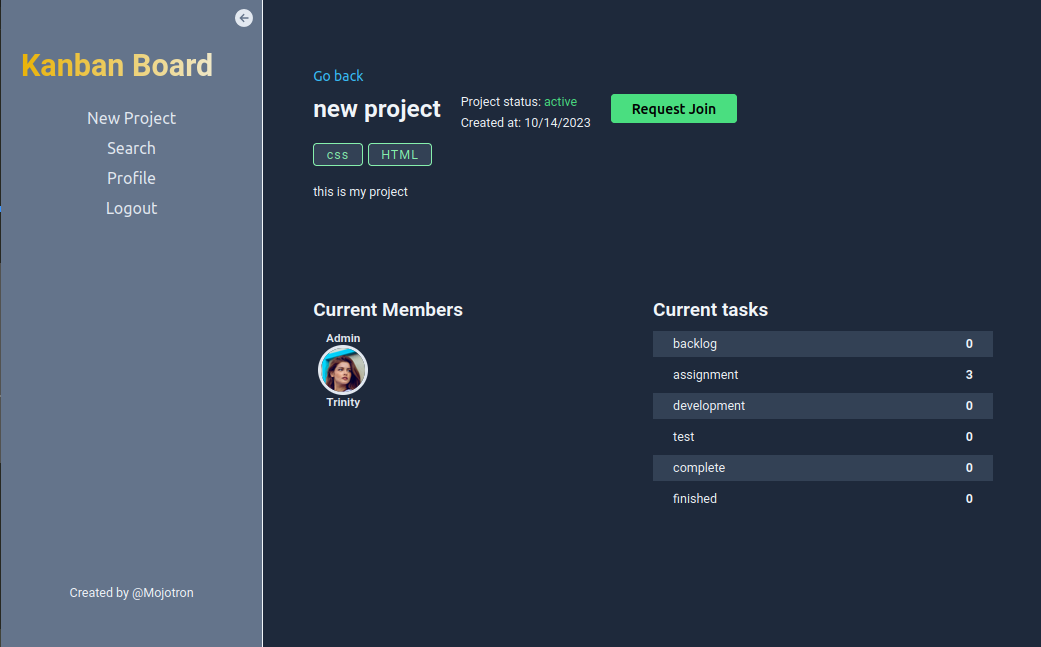 Kanban Board
New Project
Search
Profile
Logout
Created by @Mojotron
Go back
new project
Project status: active
Created at: 10/14/2023
Request Join
css
HTML
this is my project
Current Members
Admin
Trinity
Current tasks
backlog 0
assignment 3
development 0
test 0
complete 0
finished 0